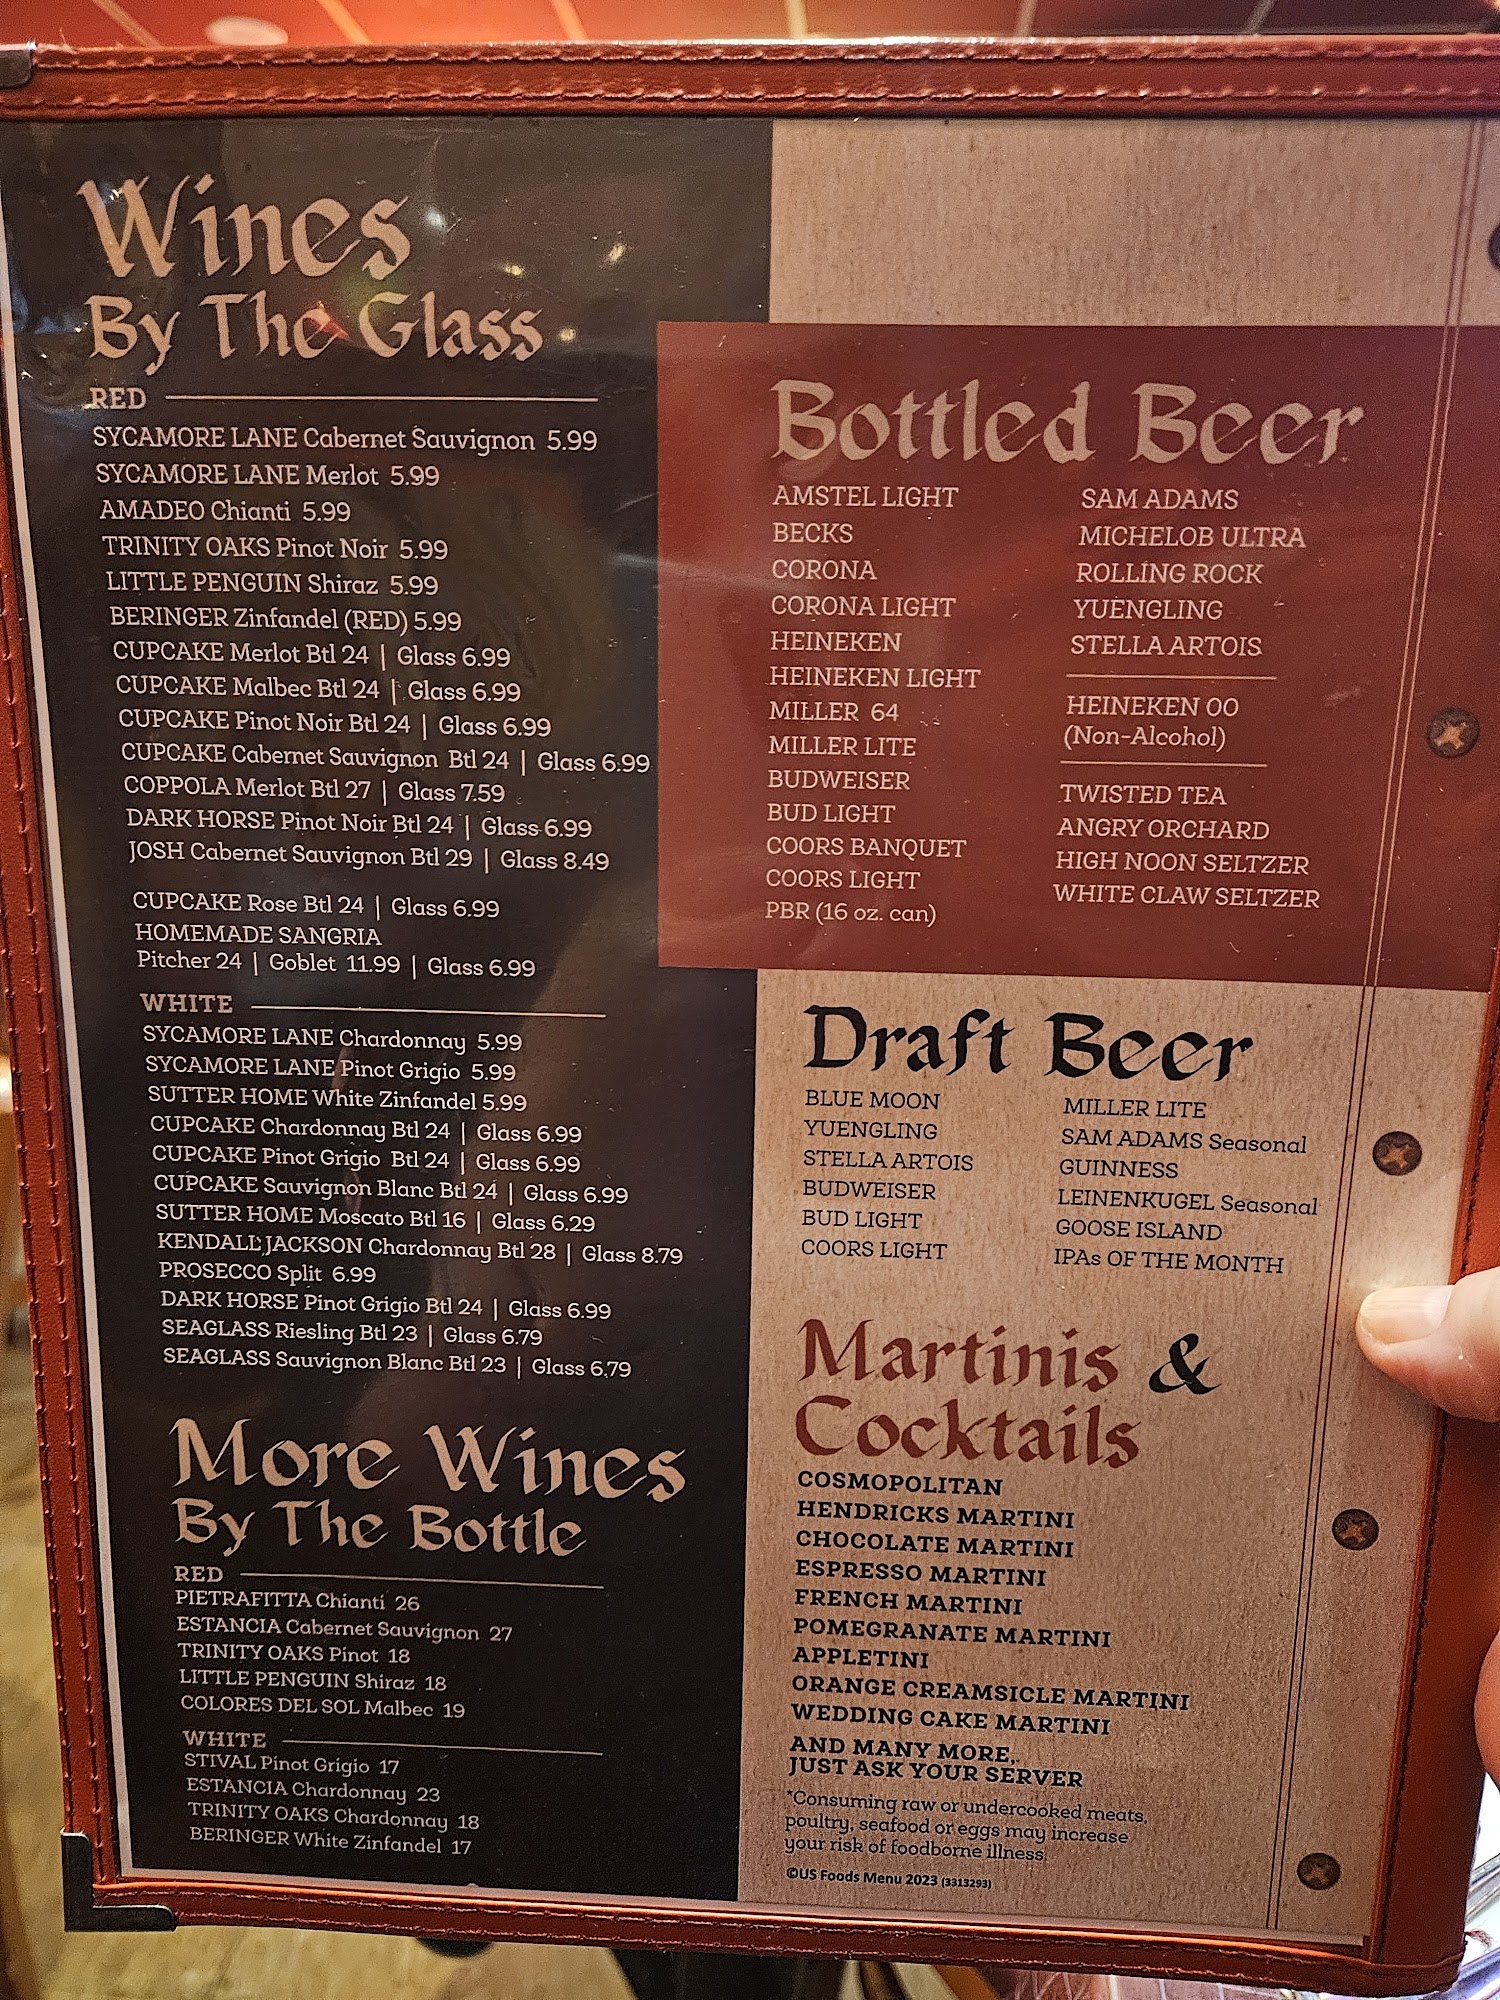 Wines
By The Glass
RED
SYCAMORE LANE Cabernet Sauvignon 5.99
SYCAMORE LANE Merlot 5.99
AMADEO Chianti 5.99
TRINITY OAKS Pinot Noir 5.99
LITTLE PENGUIN Shiraz 5.99
BERINGER Zinfandel (RED) 5.99
CUPCAKE Merlot Btl 24 | Glass 6.99
CUPCAKE Malbec Btl 24 | Glass 6.99
CUPCAKE Pinot Noir Btl 24 | Glass 6.99
CUPCAKE Cabernet Sauvignon Btl 24 | Glass 6.99
COPPOLA Merlot Btl 27 | Glass 7.59
DARK HORSE Pinot Noir Btl 24 | Glass 6.99
JOSH Cabernet Sauvignon Btl 29 | Glass 8.49
CUPCAKE Rose Btl 24 | Glass 6.99
HOMEMADE SANGRIA
Pitcher 24 | Goblet 11.99 | Glass 6.99
WHITE
SYCAMORE LANE Chardonnay 5.99
SYCAMORE LANE Pinot Grigio 5.99
SUTTER HOME White Zinfandel 5.99
CUPCAKE Chardonnay Btl 24 | Glass 6.99
CUPCAKE Pinot Grigio Btl 24 | Glass 6.99
CUPCAKE Sauvignon Blanc Btl 24 | Glass 6.99
SUTTER HOME Moscato Btl 16 | Glass 6.29
KENDALL JACKSON Chardonnay Btl 28 | Glass 8.79
PROSECCO Split 6.99
DARK HORSE Pinot Grigio Btl 24 | Glass 6.99
SEAGLASS Riesling Btl 23 | Glass 6.79
SEAGLASS Sauvignon Blanc Btl 23 | Glass 6.79
More Wines
By The Bottle
RED
PIETRAFITTA Chianti 26
ESTANCIA Cabernet Sauvignon 27
TRINITY OAKS Pinot 18
LITTLE PENGUIN Shiraz 18
COLORES DEL SOL Malbec 19
WHITE
STIVAL Pinot Grigio 17
ESTANCIA Chardonnay 23
TRINITY OAKS Chardonnay 18
BERINGER White Zinfandel 17
Bottled Beer
AMSTEL LIGHT
BECKS
CORONA
CORONA LIGHT
HEINEKEN
HEINEKEN LIGHT
MILLER 64
MILLER LITE
BUDWEISER
BUD LIGHT
COORS BANQUET
COORS LIGHT
PBR (16 oz. can)
SAM ADAMS
MICHELOB ULTRA
ROLLING ROCK
YUENGLING
STELLA ARTOIS
HEINEKEN 00
(Non-Alcohol)
TWISTED TEA
ANGRY ORCHARD
HIGH NOON SELTZER
WHITE CLAW SELTZER
Draft Beer
BLUE MOON
YUENGLING
STELLA ARTOIS
BUDWEISER
BUD LIGHT
COORS LIGHT
MILLER LITE
SAM ADAMS Seasonal
GUINNESS
LEINENKUGEL Seasonal
GOOSE ISLAND
IPAs OF THE MONTH
Martinis &
Cocktails
COSMOPOLITAN
HENDRICKS MARTINI
CHOCOLATE MARTINI
ESPRESSO MARTINI
FRENCH MARTINI
POMEGRANATE MARTINI
APPLETINI
ORANGE CREAMSICLE MARTINI
WEDDING CAKE MARTINI
AND MANY MORE,
JUST ASK YOUR SERVER
*Consuming raw or undercooked meats,
poultry, seafood or eggs may increase
your risk of foodborne illness.
©US Foods Menu 2023 (3313293)